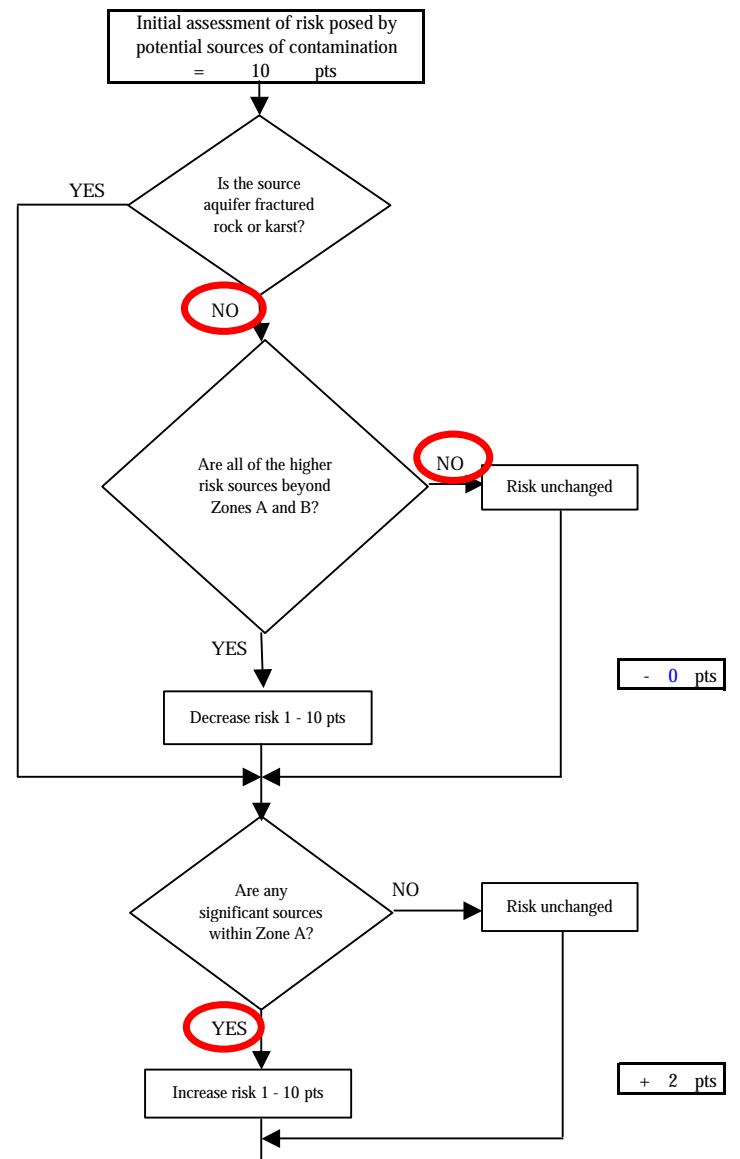 Initial assessment of risk posed by
potential sources of contamination
= 10 pts
YES
Is the source
aquifer fractured
rock or karst?
NO
Are all of the higher
risk sources beyond
Zones A and B?
NO
Risk unchanged
YES
- 0 pts
Decrease risk 1 - 10 pts
Are any
significant sources
within Zone A?
NO
Risk unchanged
YES
+ 2 pts
Increase risk 1 - 10 pts